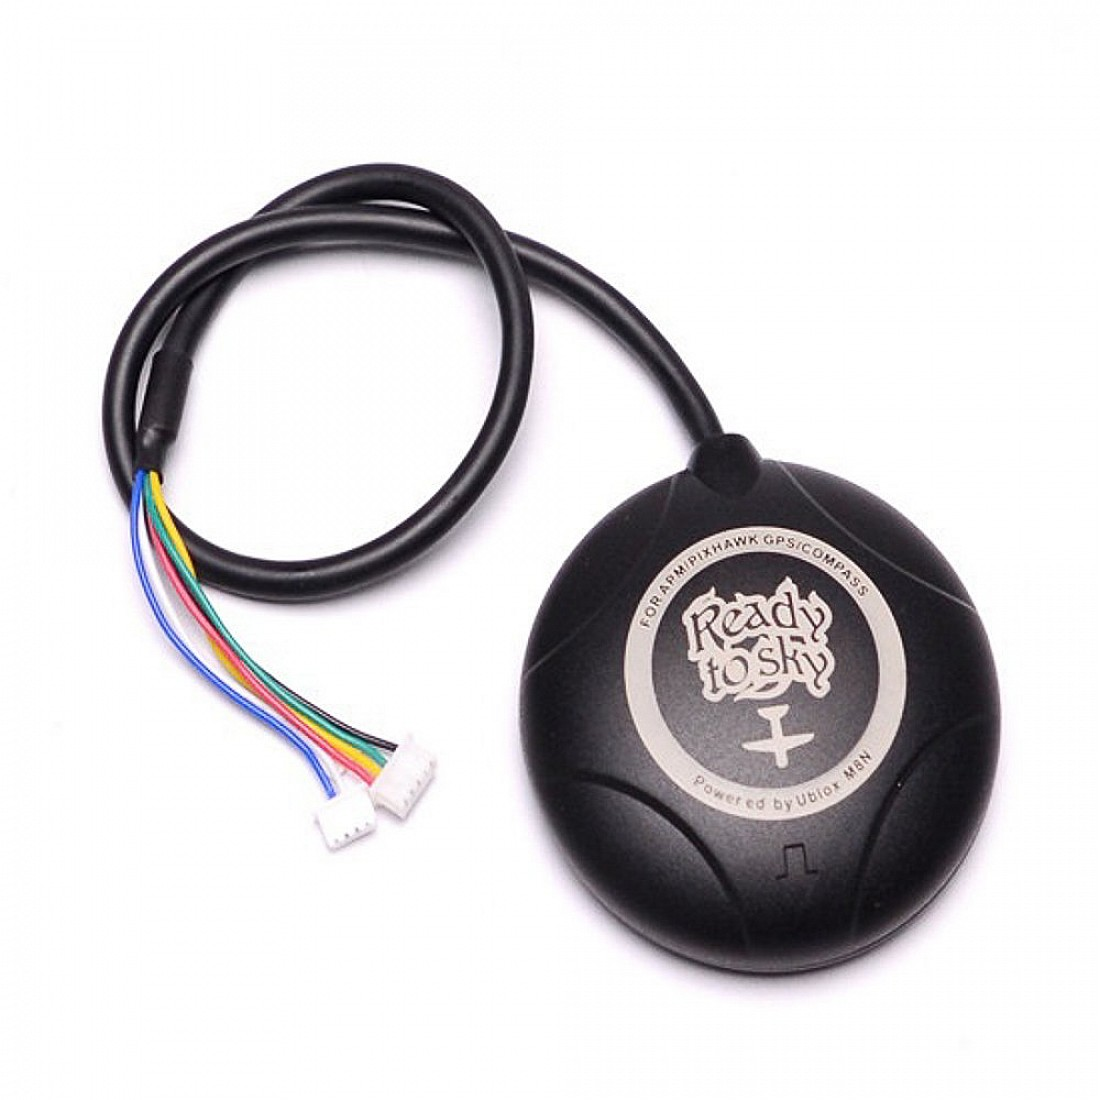 FOR APM/PIXHAWK GPS/COMPASS
Ready
to sky
Powered by Ublox M8N